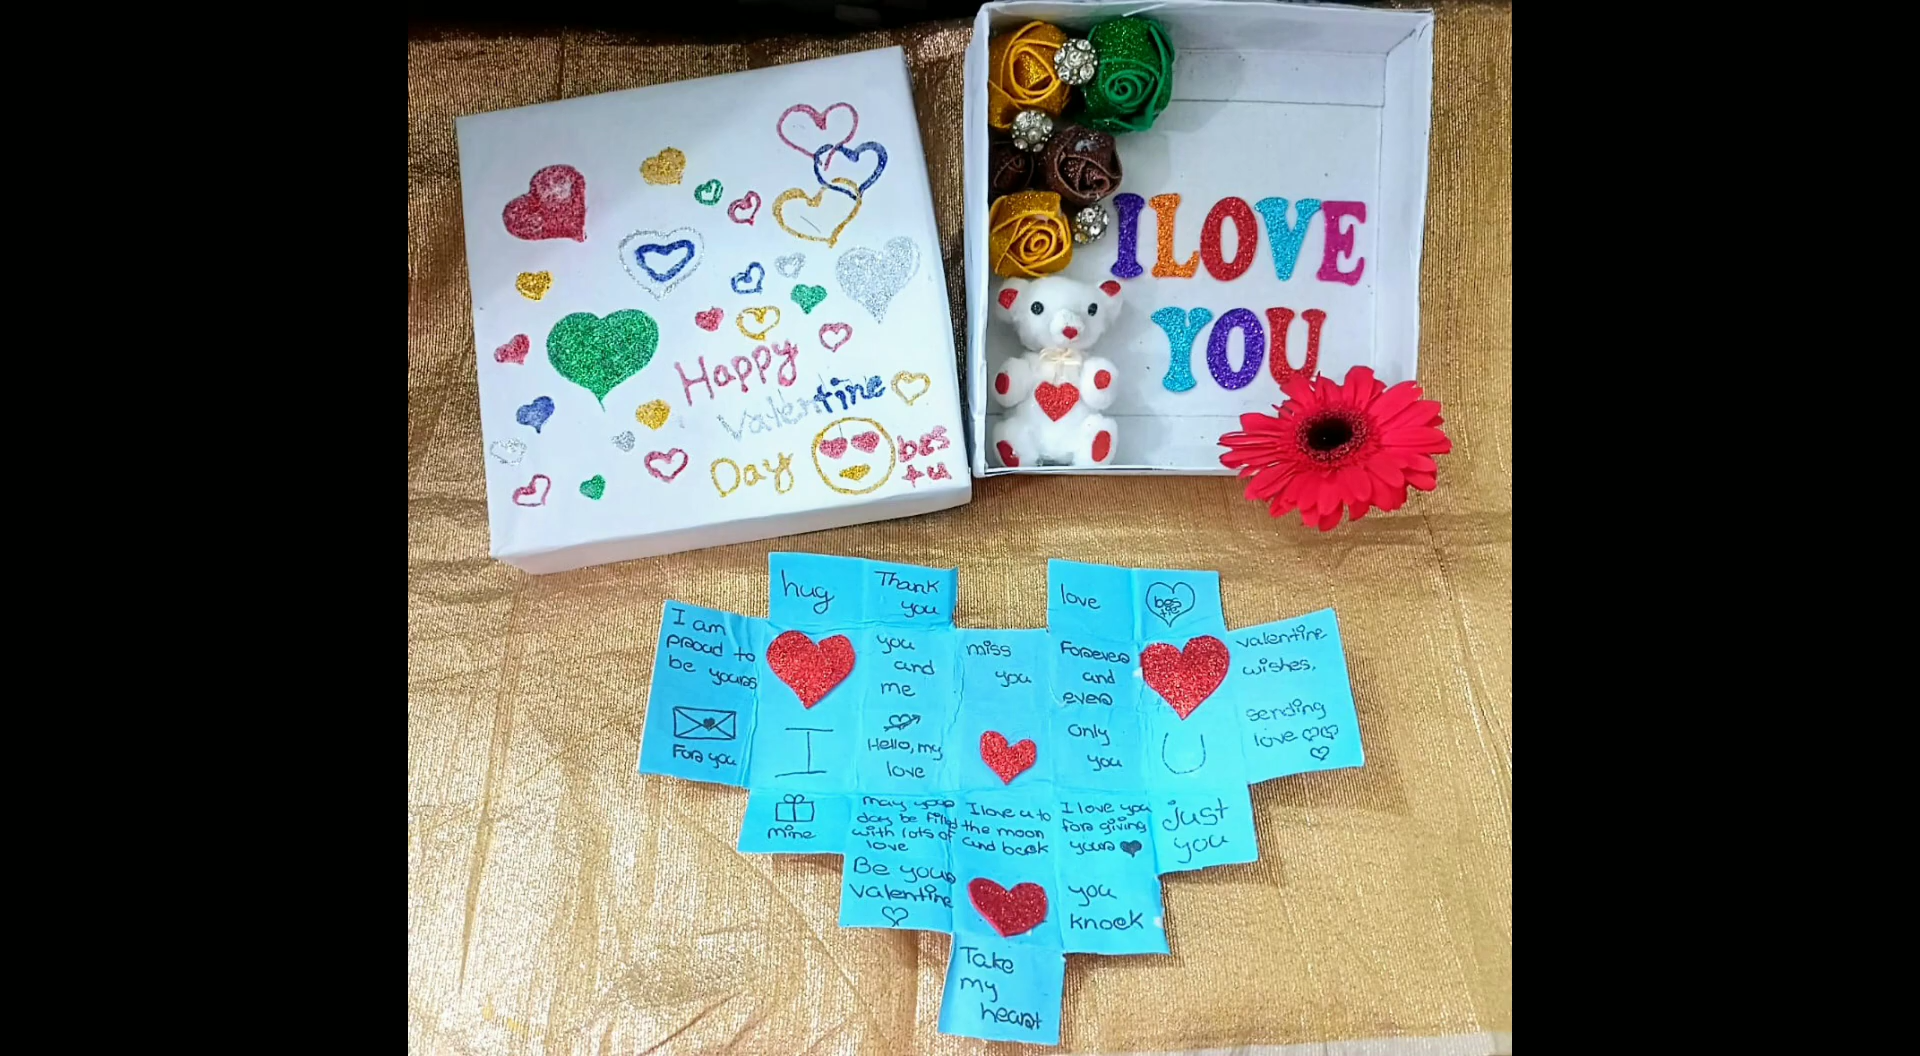 Happy
Valentine
Day
bes
tu
I LOVE
YOU
hug
Thank
you
love
bes
tie
I am
proud to
be yours
you
and
me
miss
you
Forever
and
ever
valentine
wishes,
For you
I
Hello, my
love
only
you
U
sending
love
mine
may your
day be filled
with lots of
love
I love u to
the moon
and back
I love you
for giving
yours
just
you
Be your
Valentine
you
knock
Take
my
heart